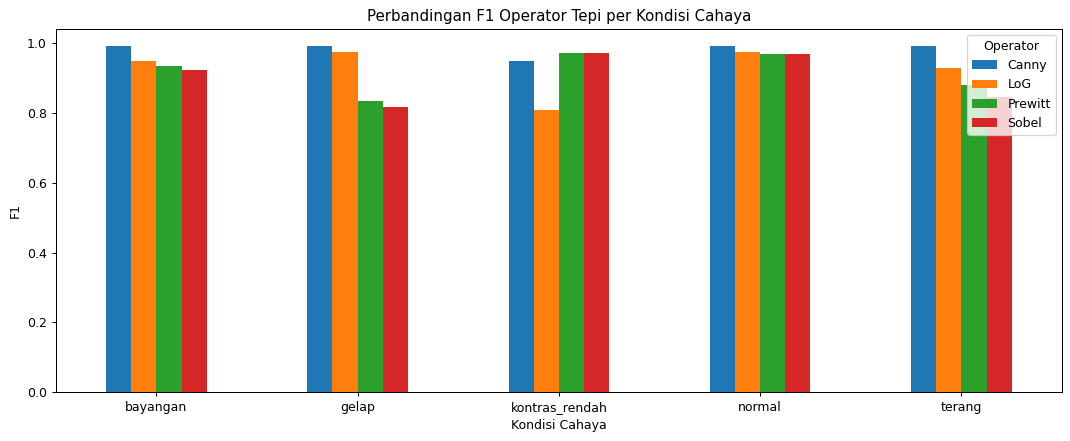 Perbandingan F1 Operator Tepi per Kondisi Cahaya
Operator
Canny
LoG
Prewitt
Sobel
1.0
0.8
0.6
0.4
0.2
0.0
F1
bayangan gelap kontras_rendah normal terang
Kondisi Cahaya